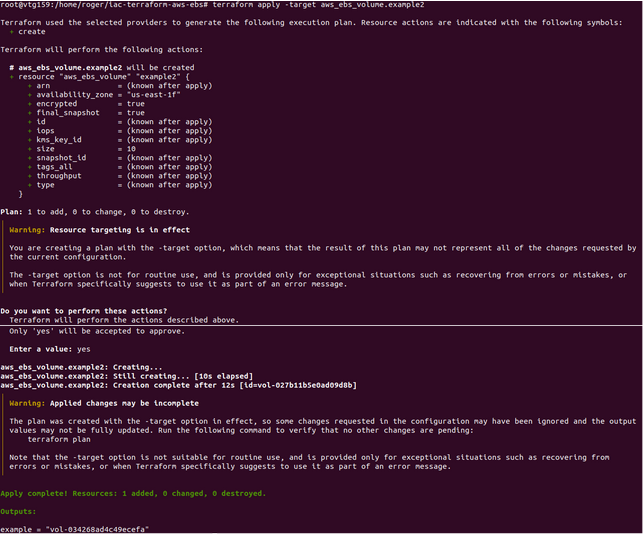 root@vtg159:/home/roger/iac-terraform-aws-ebs# terraform apply -target aws_ebs_volume.example2
Terraform used the selected providers to generate the following execution plan. Resource actions are indicated with the following symbols:
+ create
Terraform will perform the following actions:
# aws_ebs_volume.example2 will be created
+ resource "aws_ebs_volume" "example2" {
+ arn = (known after apply)
+ availability_zone = "us-east-1f"
+ encrypted = true
+ final_snapshot = true
+ id = (known after apply)
+ iops = (known after apply)
+ kms_key_id = (known after apply)
+ size = 10
+ snapshot_id = (known after apply)
+ tags_all = (known after apply)
+ throughput = (known after apply)
+ type = (known after apply)
}
Plan: 1 to add, 0 to change, 0 to destroy.
Warning: Resource targeting is in effect
You are creating a plan with the -target option, which means that the result of this plan may not represent all of the changes requested by
the current configuration.
The -target option is not for routine use, and is provided only for exceptional situations such as recovering from errors or mistakes, or
when Terraform specifically suggests to use it as part of an error message.
Do you want to perform these actions?
Terraform will perform the actions described above.
Only 'yes' will be accepted to approve.
Enter a value: yes
aws_ebs_volume.example2: Creating...
aws_ebs_volume.example2: Still creating... [10s elapsed]
aws_ebs_volume.example2: Creation complete after 12s [id=vol-027b11b5e0ad09d8b]
Warning: Applied changes may be incomplete
The plan was created with the -target option in effect, so some changes requested in the configuration may have been ignored and the output
values may not be fully updated. Run the following command to verify that no other changes are pending:
terraform plan
Note that the -target option is not suitable for routine use, and is provided only for exceptional situations such as recovering from
errors or mistakes, or when Terraform specifically suggests to use it as part of an error message.
Apply complete! Resources: 1 added, 0 changed, 0 destroyed.
Outputs:
example = "vol-034268ad4c49ecefa"